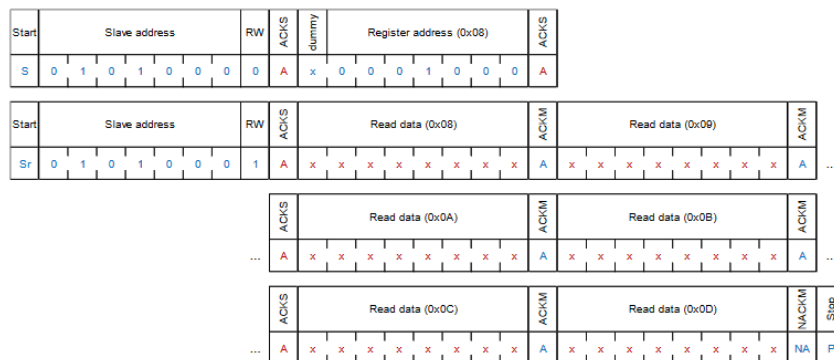 Start Slave address RW ACKS dummy Register address (0x08) ACKS
S 0 1 0 1 0 0 0 0 A x 0 0 0 1 0 0 0 A
Start Slave address RW ACKS Read data (0x08) ACKM Read data (0x09) ACKM
Sr 0 1 0 1 0 0 0 1 A x x x x x x x x A x x x x x x x x A ...
ACKS Read data (0x0A) ACKM Read data (0x0B) ACKM
... A x x x x x x x x A x x x x x x x x A ...
ACKS Read data (0x0C) ACKM Read data (0x0D) NACKM Stop
... A x x x x x x x x A x x x x x x x x NA P